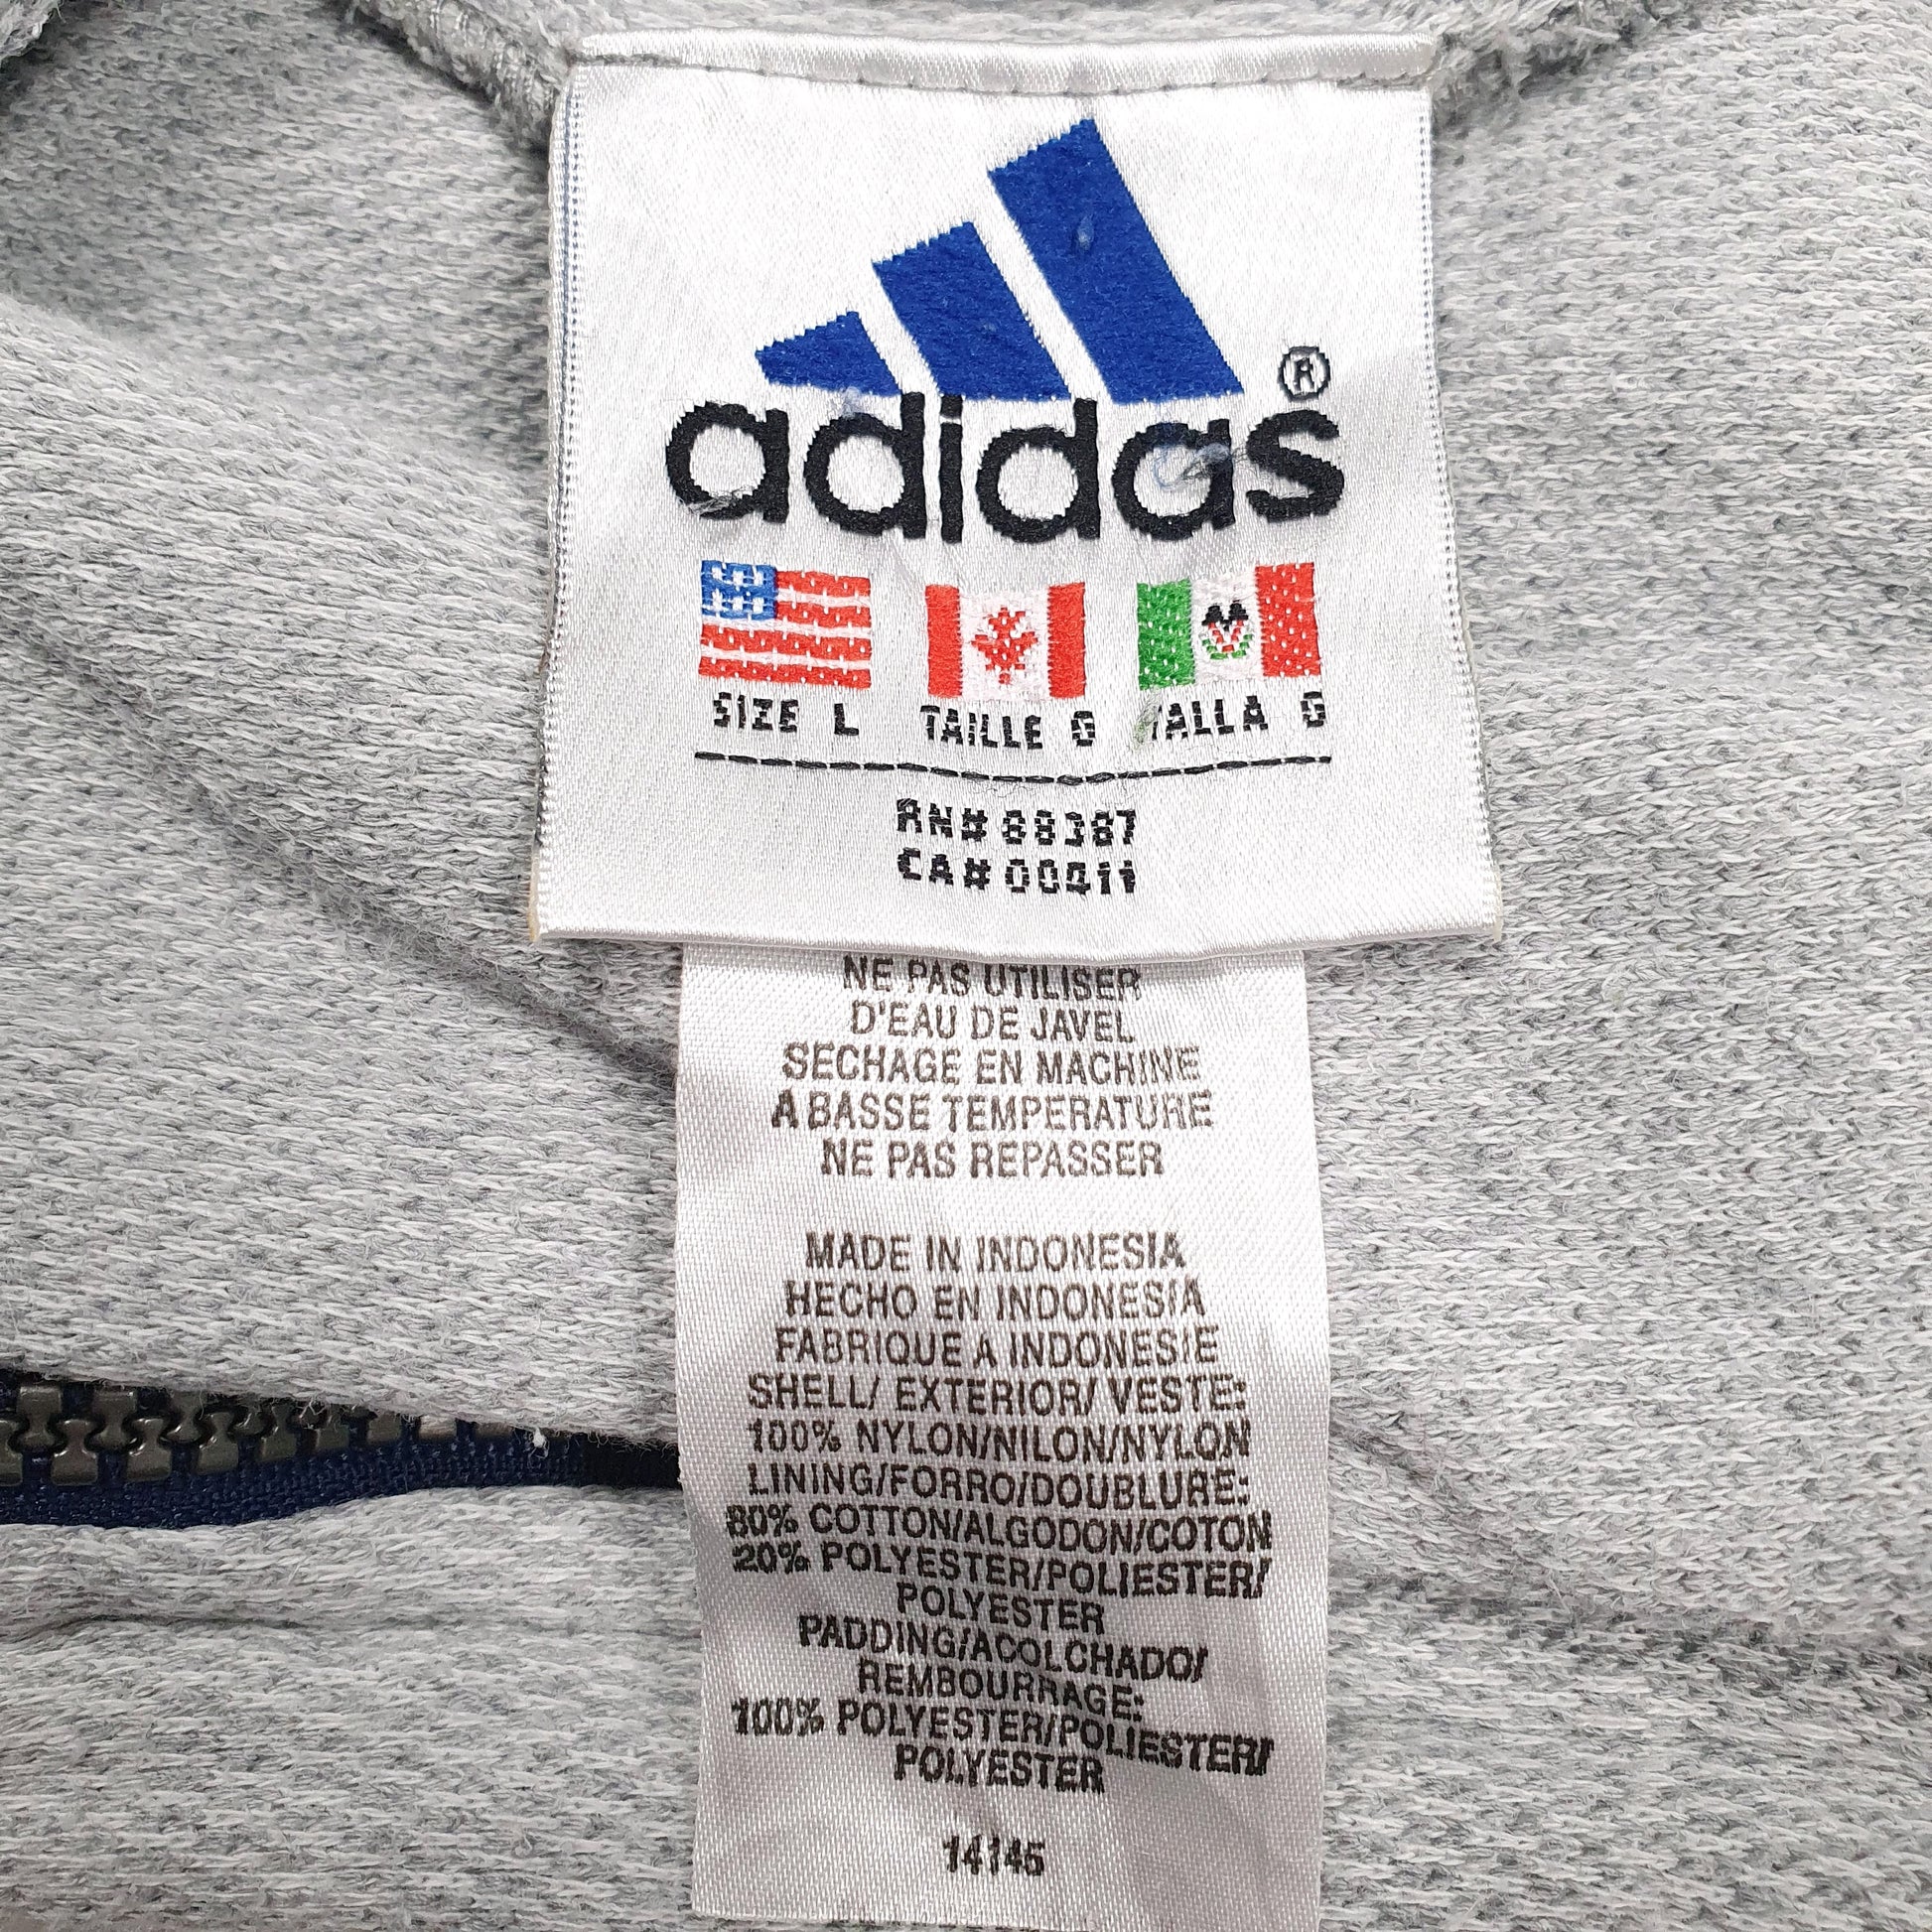 adidas®
SIZE L TAILLE G TALLA G
RN# 88387
CA# 00411
NE PAS UTILISER
D'EAU DE JAVEL
SECHAGE EN MACHINE
A BASSE TEMPERATURE
NE PAS REPASSER
MADE IN INDONESIA
HECHO EN INDONESIA
FABRIQUE A INDONESIE
SHELL/ EXTERIOR/ VESTE:
100% NYLON/NILON/NYLON
LINING/FORRO/DOUBLURE:
80% COTTON/ALGODON/COTON
20% POLYESTER/POLIESTER/
POLYESTER
PADDING/ACOLCHADO/
REMBOURRAGE:
100% POLYESTER/POLIESTER/
POLYESTER
14145